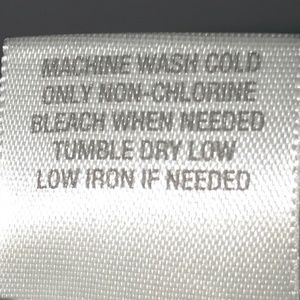 MACHINE WASH COLD
ONLY NON-CHLORINE
BLEACH WHEN NEEDED
TUMBLE DRY LOW
LOW IRON IF NEEDED